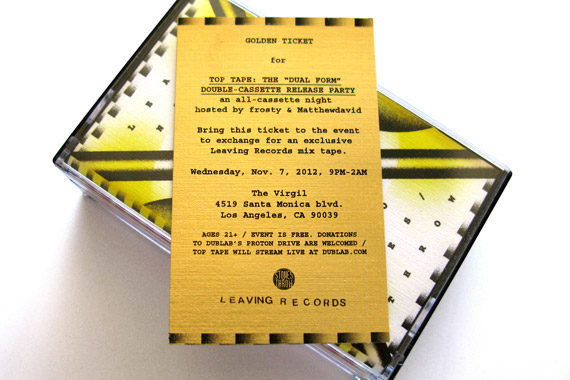 GOLDEN TICKET
for
TOP TAPE: THE "DUAL FORM"
DOUBLE-CASSETTE RELEASE PARTY
an all-cassette night
hosted by frosty & Matthewdavid
Bring this ticket to the event
to exchange for an exclusive
Leaving Records mix tape.
Wednesday, Nov. 7, 2012, 9PM-2AM
The Virgil
4519 Santa Monica blvd.
Los Angeles, CA 90039
AGES 21+ / EVENT IS FREE. DONATIONS
TO DUBLAB'S PROTON DRIVE ARE WELCOMED /
TOP TAPE WILL STREAM LIVE AT DUBLAB.COM
STONES THROW
LEAVING RECORDS